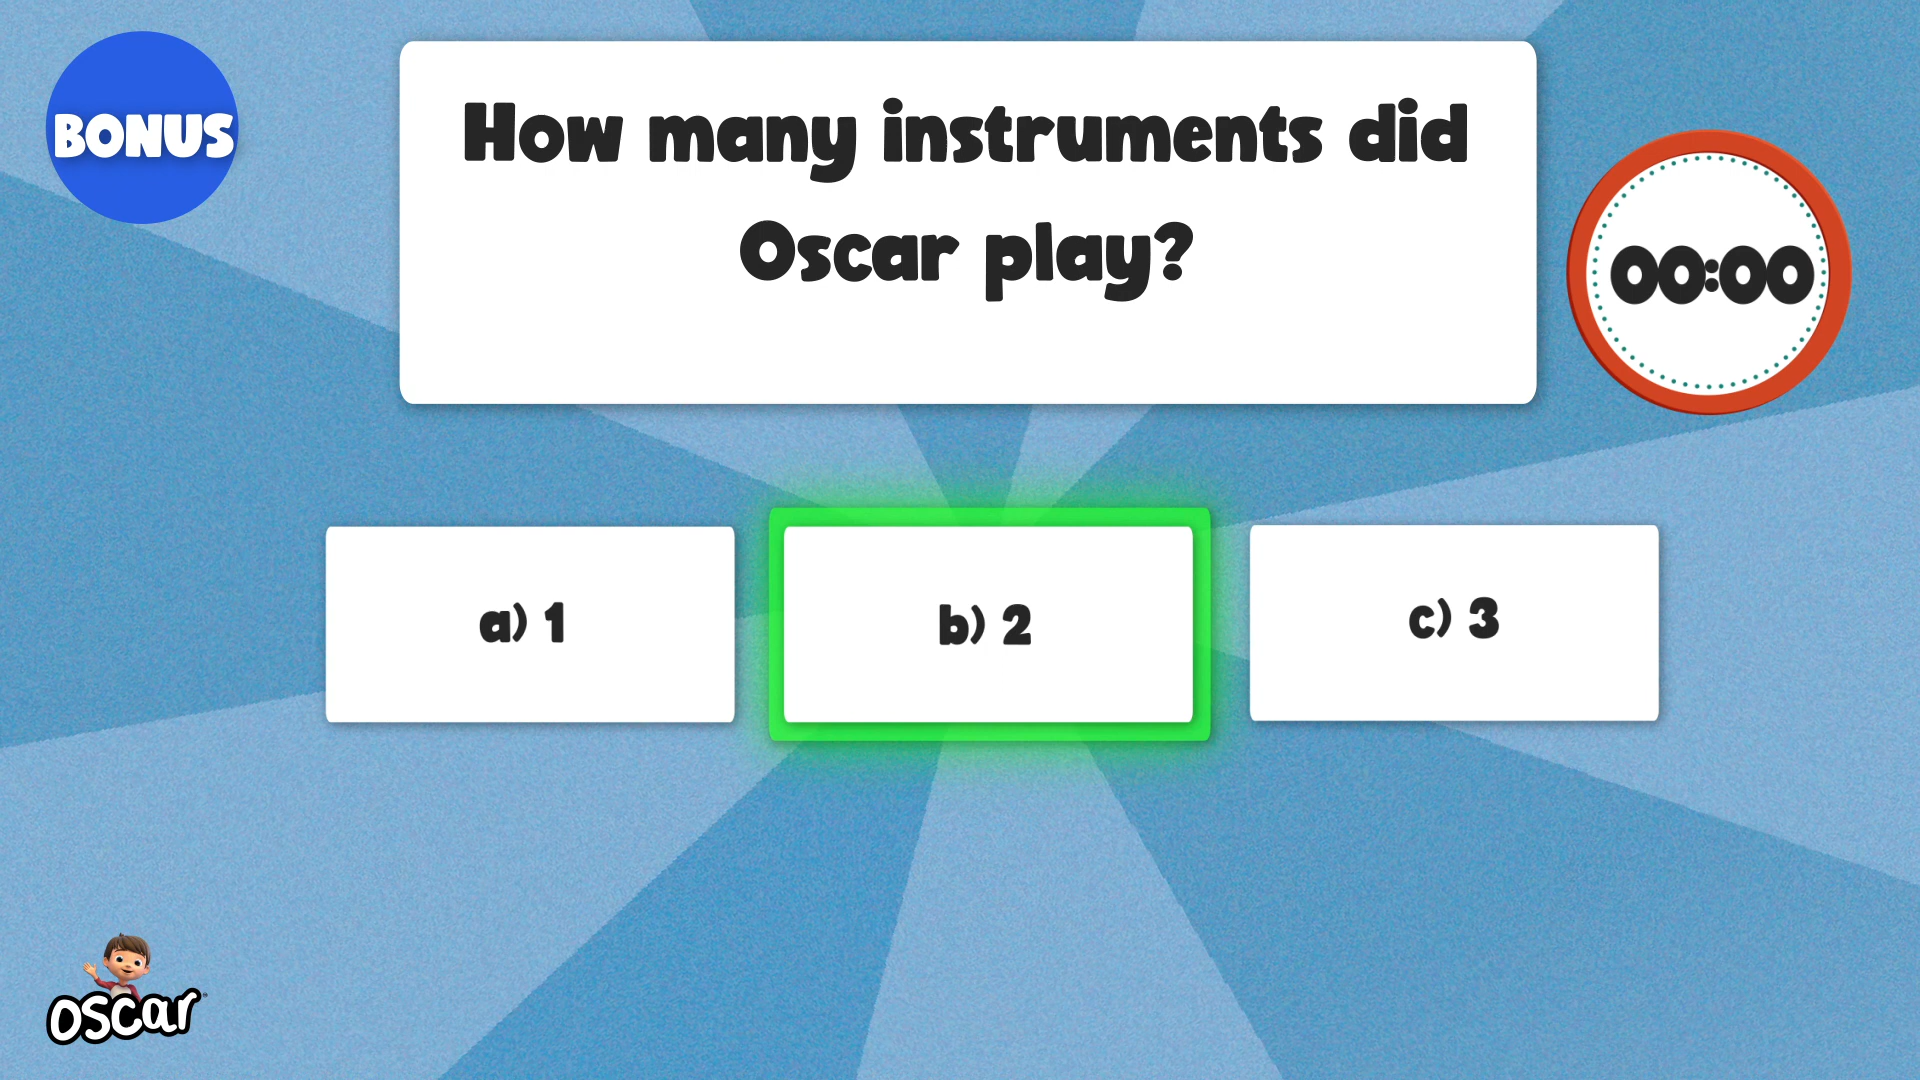 BONUS
How many instruments did
Oscar play?
00:00
a) 1
b) 2
c) 3
oscar